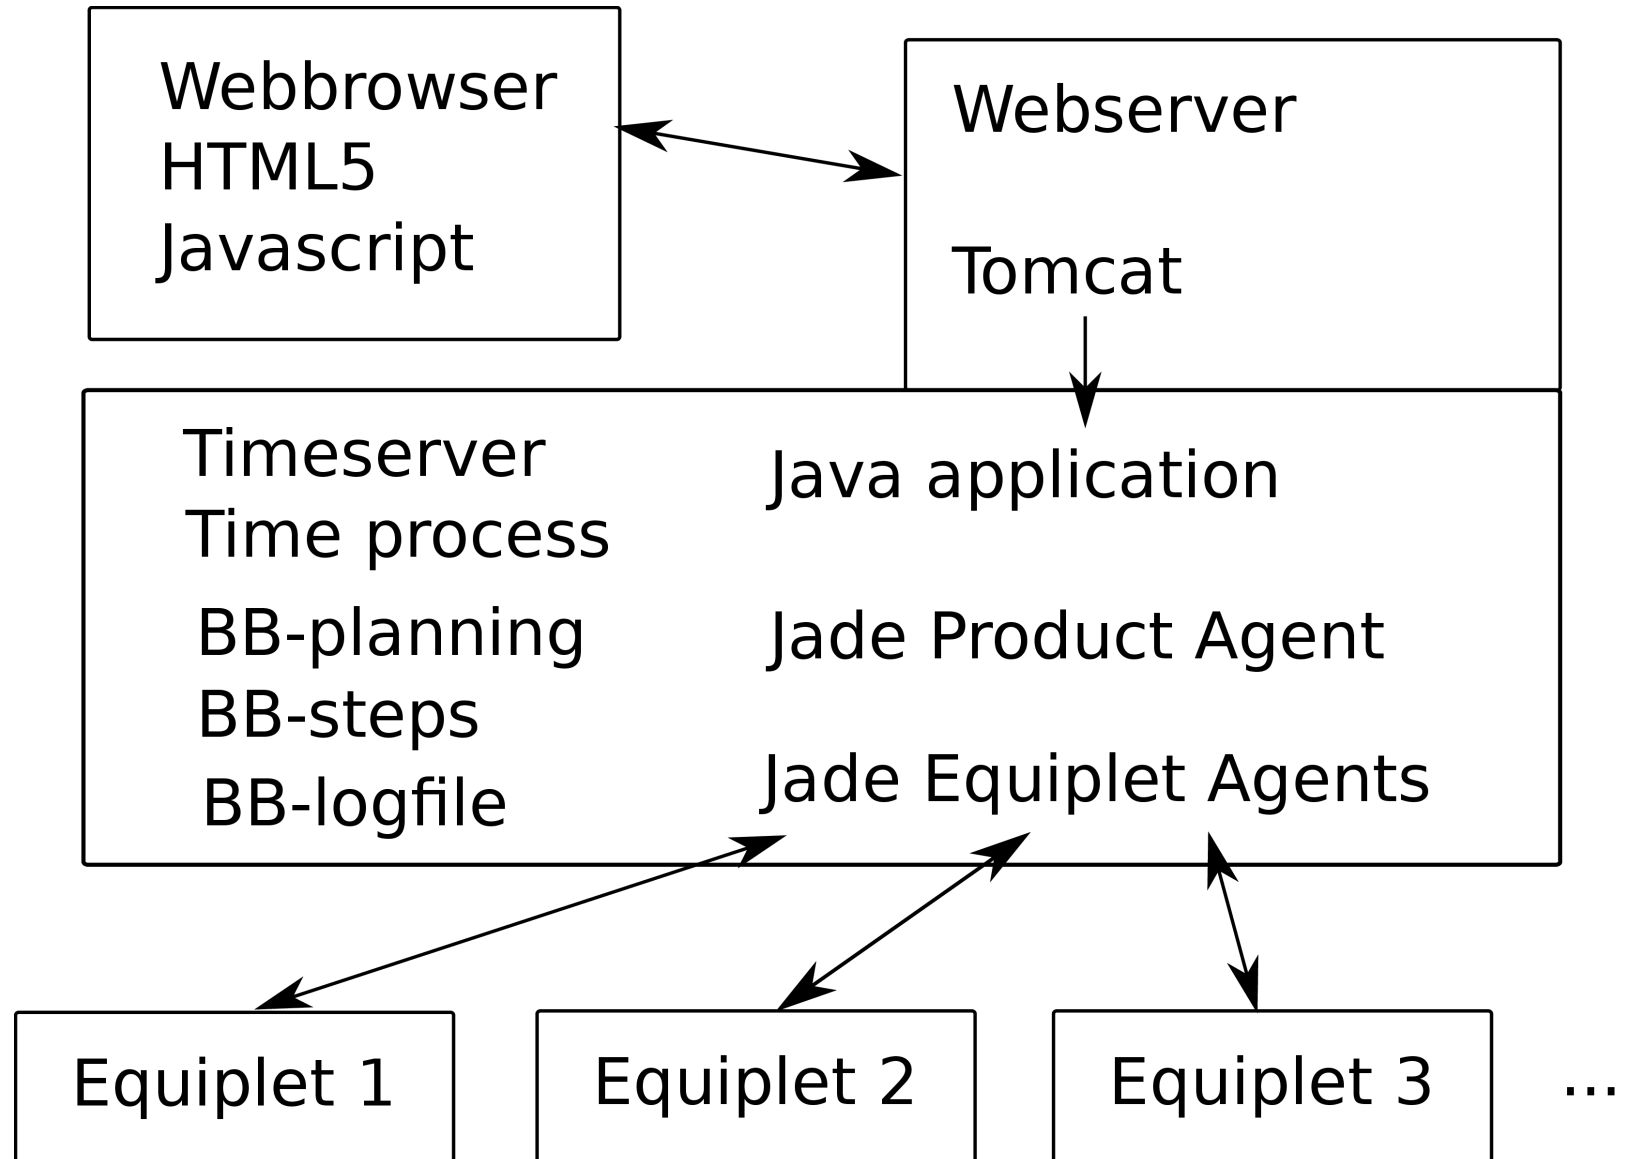 Webbrowser
HTML5
Javascript
Webserver
Tomcat
Timeserver
Time process
BB-planning
BB-steps
BB-logfile
Java application
Jade Product Agent
Jade Equiplet Agents
Equiplet 1
Equiplet 2
Equiplet 3
...